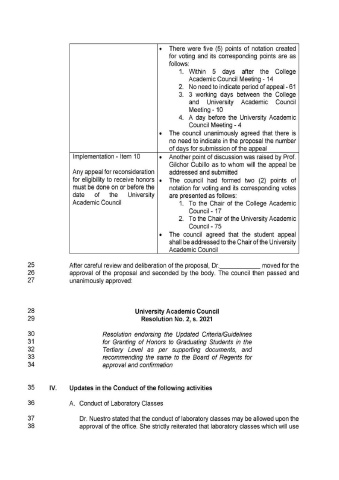 • There were five (5) points of notation created
for voting and its corresponding points are as
follows:
1. Within 5 days after the College
Academic Council Meeting - 14
2. No need to indicate period of appeal - 61
3. 3 working days between the College
and University Academic Council
Meeting - 10
4. A day before the University Academic
Council Meeting - 4
• The council unanimously agreed that there is
no need to indicate in the proposal the number
of days for submission of the appeal
Implementation - Item 10
Any appeal for reconsideration
for eligibility to receive honors
must be done on or before the
date of the University
Academic Council
• Another point of discussion was raised by Prof.
Gilchor Cubillo as to whom will the appeal be
addressed and submitted
• The council had formed two (2) points of
notation for voting and its corresponding votes
are presented as follows:
1. To the Chair of the College Academic
Council - 17
2. To the Chair of the University Academic
Council - 75
• The council agreed that the student appeal
shall be addressed to the Chair of the University
Academic Council
25 After careful review and deliberation of the proposal, Dr.______________ moved for the
26 approval of the proposal and seconded by the body. The council then passed and
27 unanimously approved:
28 University Academic Council
29 Resolution No. 2, s. 2021
30 Resolution endorsing the Updated Criteria/Guidelines
31 for Granting of Honors to Graduating Students in the
32 Tertiary Level as per supporting documents, and
33 recommending the same to the Board of Regents for
34 approval and confirmation
35 IV. Updates in the Conduct of the following activities
36 A. Conduct of Laboratory Classes
37 Dr. Nuestro stated that the conduct of laboratory classes may be allowed upon the
38 approval of the office. She strictly reiterated that laboratory classes which will use